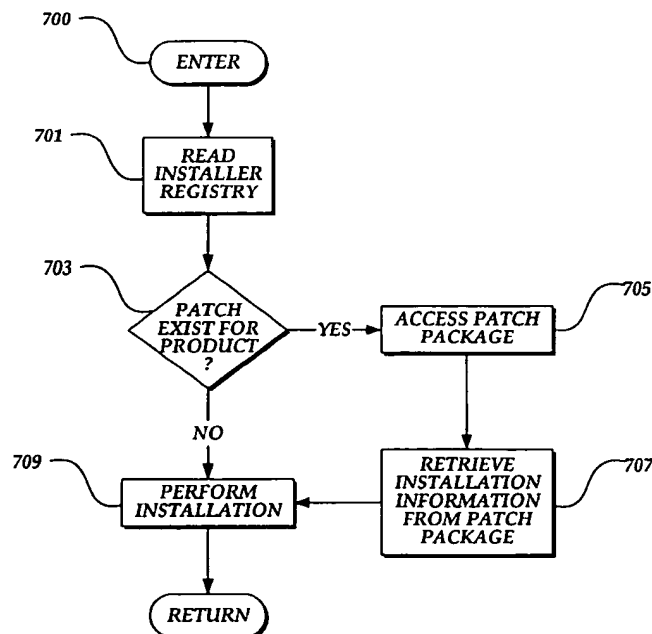 700
ENTER
701
READ
INSTALLER
REGISTRY
703
PATCH
EXIST FOR
PRODUCT
?
YES
ACCESS PATCH
PACKAGE
705
NO
709
PERFORM
INSTALLATION
RETRIEVE
INSTALLATION
INFORMATION
FROM PATCH
PACKAGE
707
RETURN